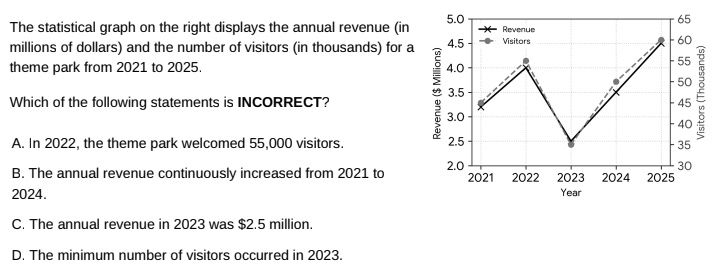 The statistical graph on the right displays the annual revenue (in
millions of dollars) and the number of visitors (in thousands) for a
theme park from 2021 to 2025.
Which of the following statements is INCORRECT?
A. In 2022, the theme park welcomed 55,000 visitors.
B. The annual revenue continuously increased from 2021 to
2024.
C. The annual revenue in 2023 was $2.5 million.
D. The minimum number of visitors occurred in 2023.
Revenue ($ Millions)
5.0
4.5
4.0
3.5
3.0
2.5
2.0
Revenue
Visitors
65
60
55
50
45
40
35
30
Visitors (Thousands)
2021 2022 2023 2024 2025
Year